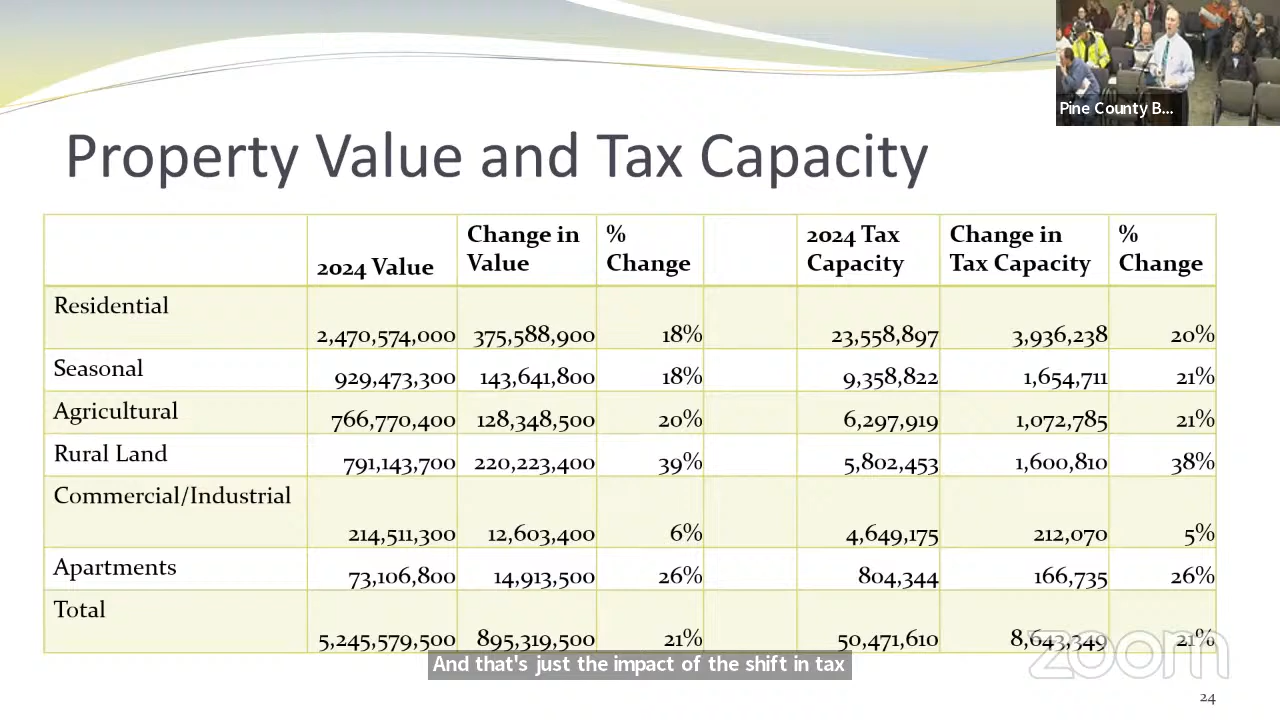 Pine County B...
Property Value and Tax Capacity
2024 Value Change in Value % Change 2024 Tax Capacity Change in Tax Capacity % Change
Residential 2,470,574,000 375,588,900 18% 23,558,897 3,936,238 20%
Seasonal 929,473,300 143,641,800 18% 9,358,822 1,654,711 21%
Agricultural 766,770,400 128,348,500 20% 6,297,919 1,072,785 21%
Rural Land 791,143,700 220,223,400 39% 5,802,453 1,600,810 38%
Commercial/Industrial 214,511,300 12,603,400 6% 4,649,175 212,070 5%
Apartments 73,106,800 14,913,500 26% 804,344 166,735 26%
Total 5,245,579,500 895,319,500 21% 50,471,610 8,643,349 21%
And that's just the impact of the shift in tax
zoom
24